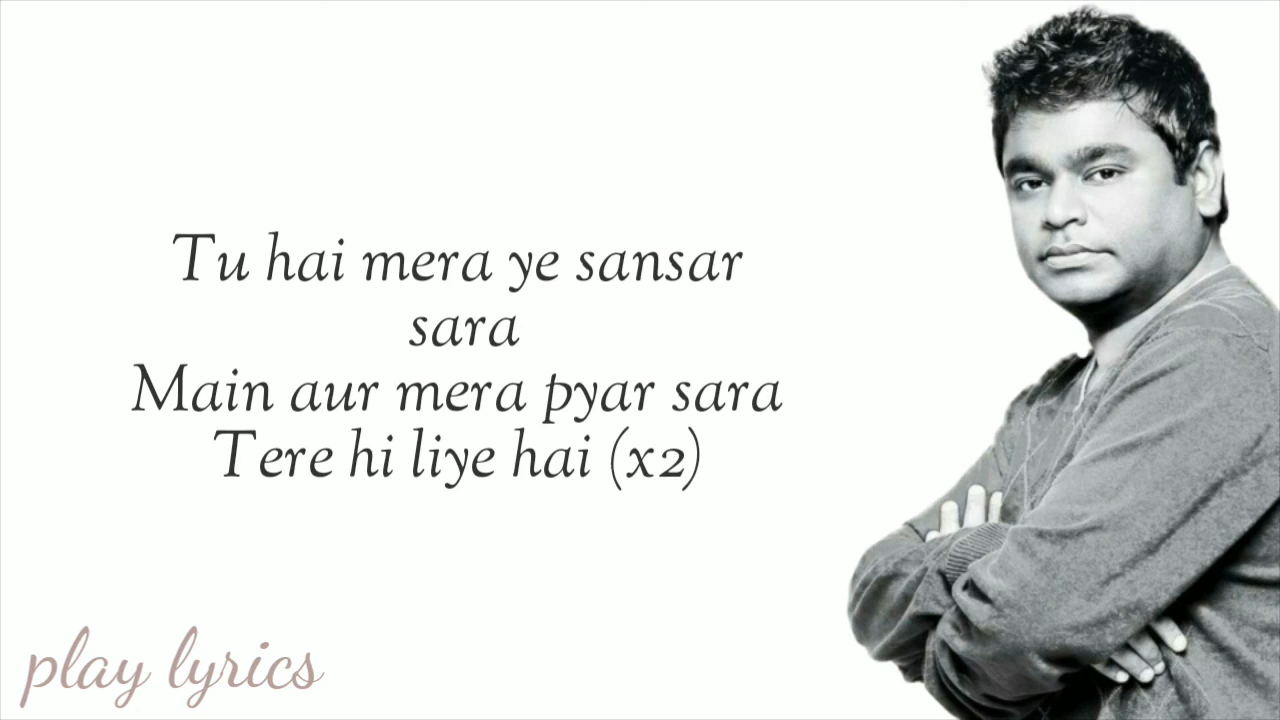 Tu hai mera ye sansar
sara
Main aur mera pyar sara
Tere hi liye hai (x2)
play lyrics